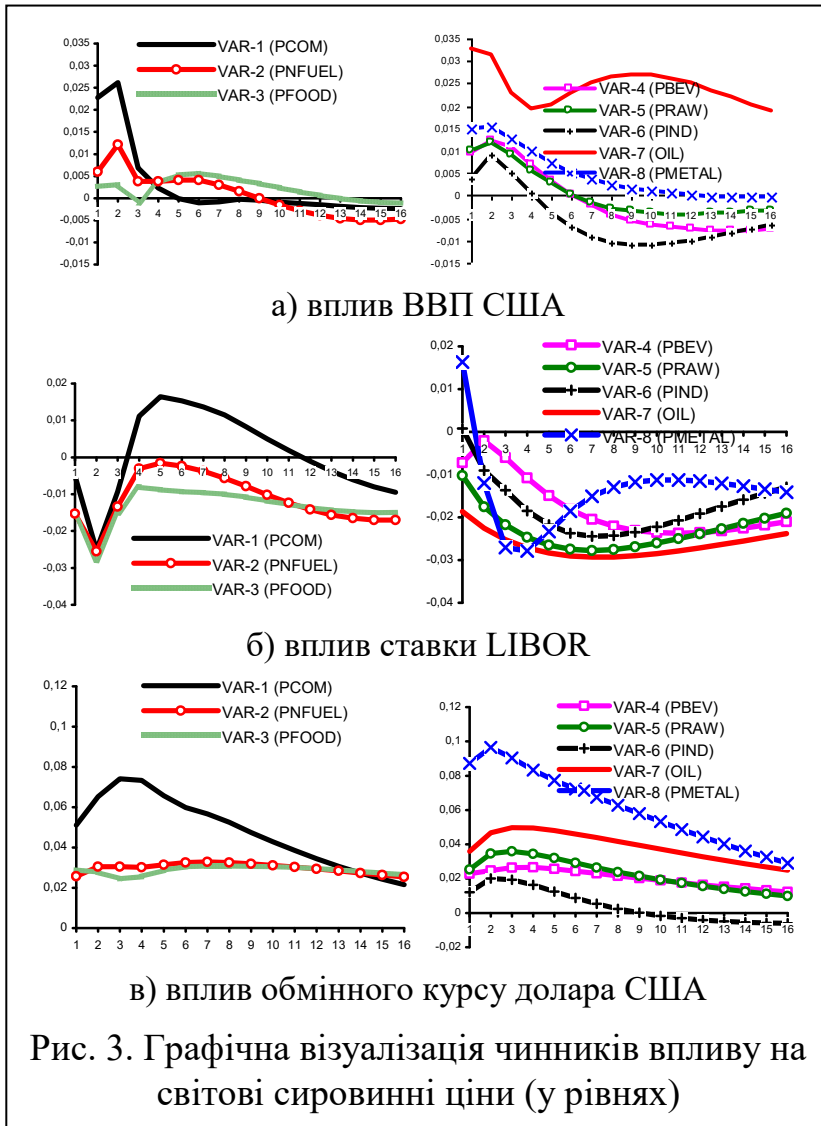 0,035
0,03
0,025
0,02
0,015
0,01
0,005
0
-0,005
-0,01
-0,015
1 2 3 4 5 6 7 8 9 10 11 12 13 14 15 16
VAR-1 (PCOM)
VAR-2 (PNFUEL)
VAR-3 (PFOOD)
0,035
0,03
0,025
0,02
0,015
0,01
0,005
0
-0,005
-0,01
-0,015
1 2 3 4 5 6 7 8 9 10 11 12 13 14 15 16
VAR-4 (PBEV)
VAR-5 (PRAW)
VAR-6 (PIND)
VAR-7 (OIL)
VAR-8 (PMETAL)
а) вплив ВВП США
0,02
0,01
0
-0,01
-0,02
-0,03
-0,04
1 2 3 4 5 6 7 8 9 10 11 12 13 14 15 16
VAR-1 (PCOM)
VAR-2 (PNFUEL)
VAR-3 (PFOOD)
0,02
0,01
0,00
-0,01
-0,02
-0,03
-0,04
1 2 3 4 5 6 7 8 9 10 11 12 13 14 15 16
VAR-4 (PBEV)
VAR-5 (PRAW)
VAR-6 (PIND)
VAR-7 (OIL)
VAR-8 (PMETAL)
б) вплив ставки LIBOR
0,12
0,1
0,08
0,06
0,04
0,02
0
1 2 3 4 5 6 7 8 9 10 11 12 13 14 15 16
VAR-1 (PCOM)
VAR-2 (PNFUEL)
VAR-3 (PFOOD)
0,12
0,1
0,08
0,06
0,04
0,02
0
-0,02
1 2 3 4 5 6 7 8 9 10 11 12 13 14 15 16
VAR-4 (PBEV)
VAR-5 (PRAW)
VAR-6 (PIND)
VAR-7 (OIL)
VAR-8 (PMETAL)
в) вплив обмінного курсу долара США
Рис. 3. Графічна візуалізація чинників впливу на
світові сировинні ціни (у рівнях)